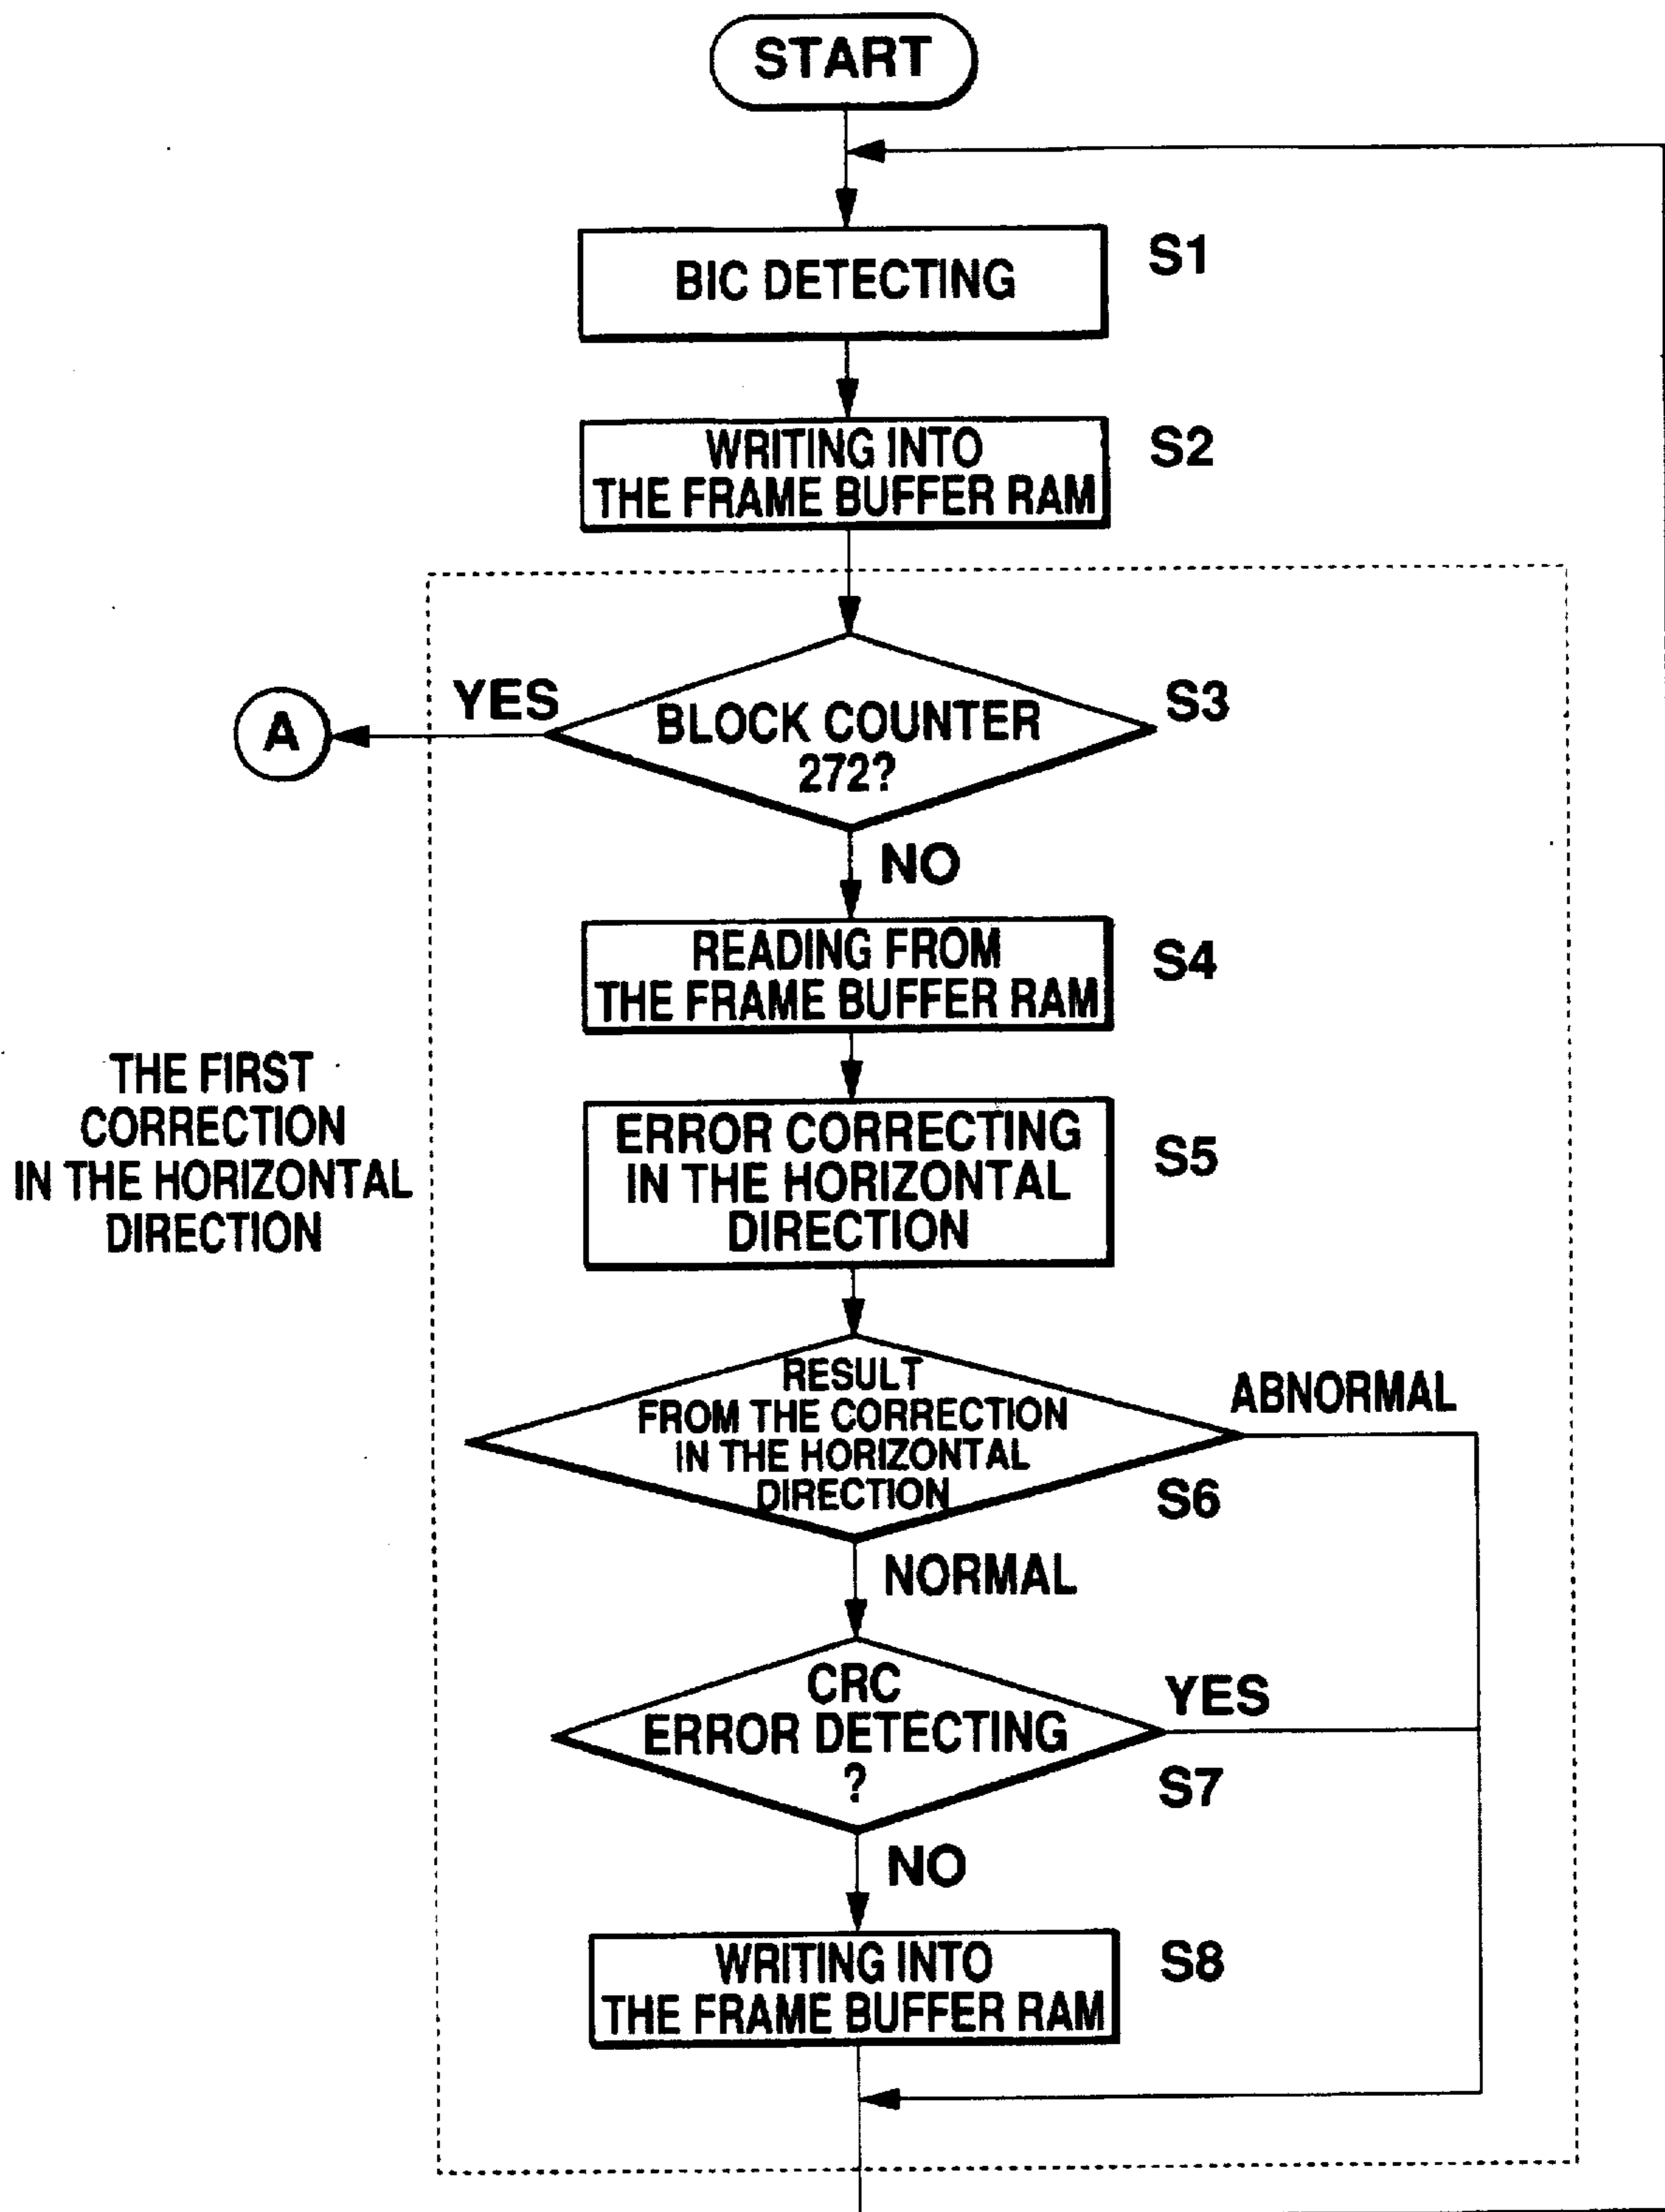 START
BIC DETECTING
S1
WRITING INTO
THE FRAME BUFFER RAM
S2
YES
A
BLOCK COUNTER
272?
S3
NO
READING FROM
THE FRAME BUFFER RAM
S4
THE FIRST
CORRECTION
IN THE HORIZONTAL
DIRECTION
ERROR CORRECTING
IN THE HORIZONTAL
DIRECTION
S5
RESULT
FROM THE CORRECTION
IN THE HORIZONTAL
DIRECTION
ABNORMAL
S6
NORMAL
CRC
ERROR DETECTING
?
YES
S7
NO
WRITING INTO
THE FRAME BUFFER RAM
S8